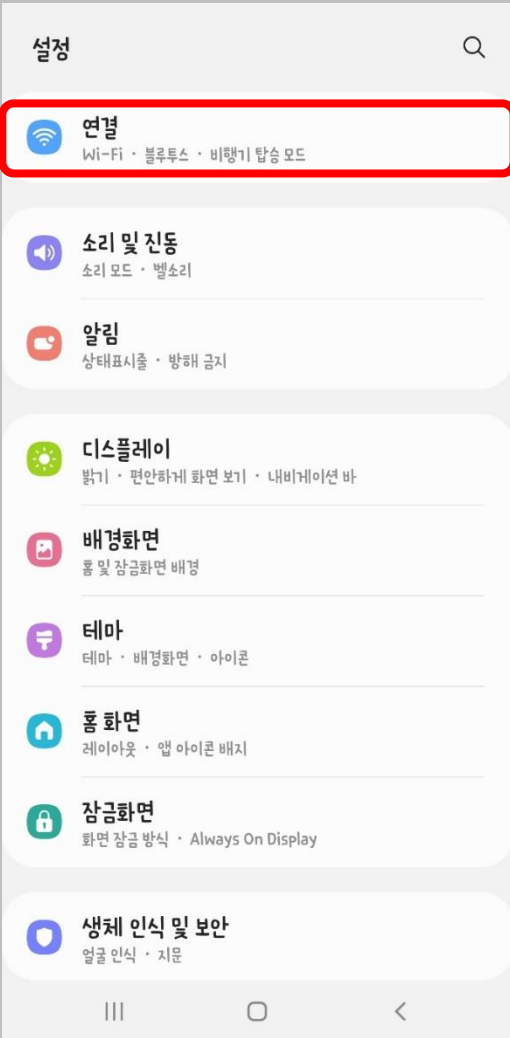 설정
연결
Wi-Fi · 블루투스 · 비행기 탑승 모드
소리 및 진동
소리 모드 · 벨소리
알림
상태표시줄 · 방해 금지
디스플레이
밝기 · 편안하게 화면 보기 · 내비게이션 바
배경화면
홈 및 잠금화면 배경
테마
테마 · 배경화면 · 아이콘
홈 화면
레이아웃 · 앱 아이콘 배지
잠금화면
화면 잠금 방식 · Always On Display
생체 인식 및 보안
얼굴 인식 · 지문